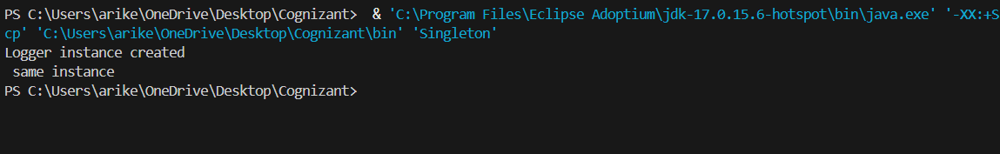 PS C:\Users\arike\OneDrive\Desktop\Cognizant>  & 'C:\Program Files\Eclipse Adoptium\jdk-17.0.15.6-hotspot\bin\java.exe' '-XX:+S
cp' 'C:\Users\arike\OneDrive\Desktop\Cognizant\bin' 'Singleton'
Logger instance created
 same instance
PS C:\Users\arike\OneDrive\Desktop\Cognizant>